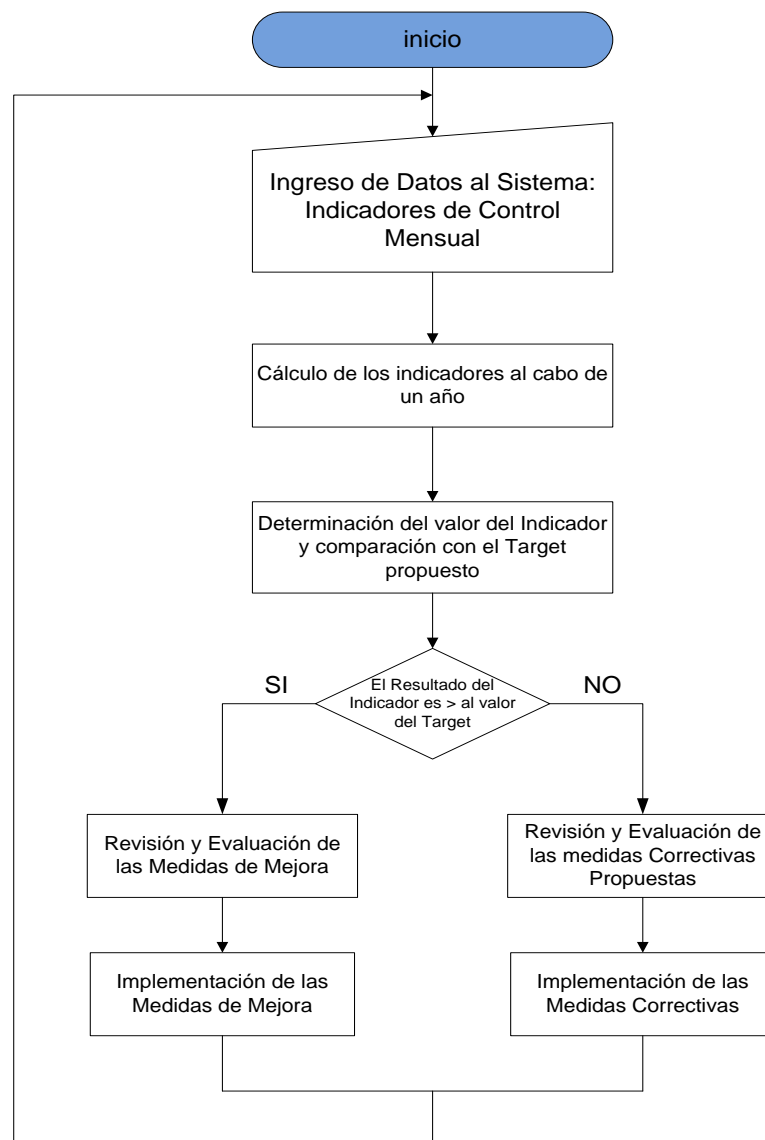 inicio
Ingreso de Datos al Sistema:
Indicadores de Control
Mensual
Cálculo de los indicadores al cabo de
un año
Determinación del valor del Indicador
y comparación con el Target
propuesto
El Resultado del
Indicador es > al valor
del Target
SI
NO
Revisión y Evaluación de
las Medidas de Mejora
Revisión y Evaluación de
las medidas Correctivas
Propuestas
Implementación de las
Medidas de Mejora
Implementación de las
Medidas Correctivas